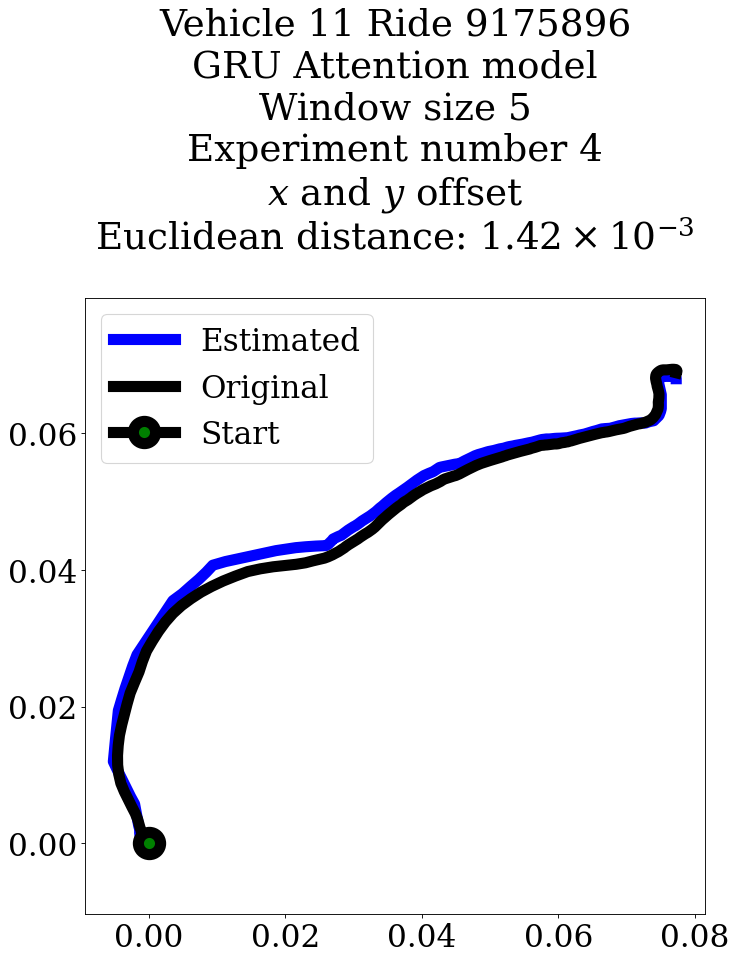 Vehicle 11 Ride 9175896
GRU Attention model
Window size 5
Experiment number 4
x and y offset
Euclidean distance: 1.42 × 10⁻³
Estimated
Original
Start
0.06
0.04
0.02
0.00
0.00 0.02 0.04 0.06 0.08